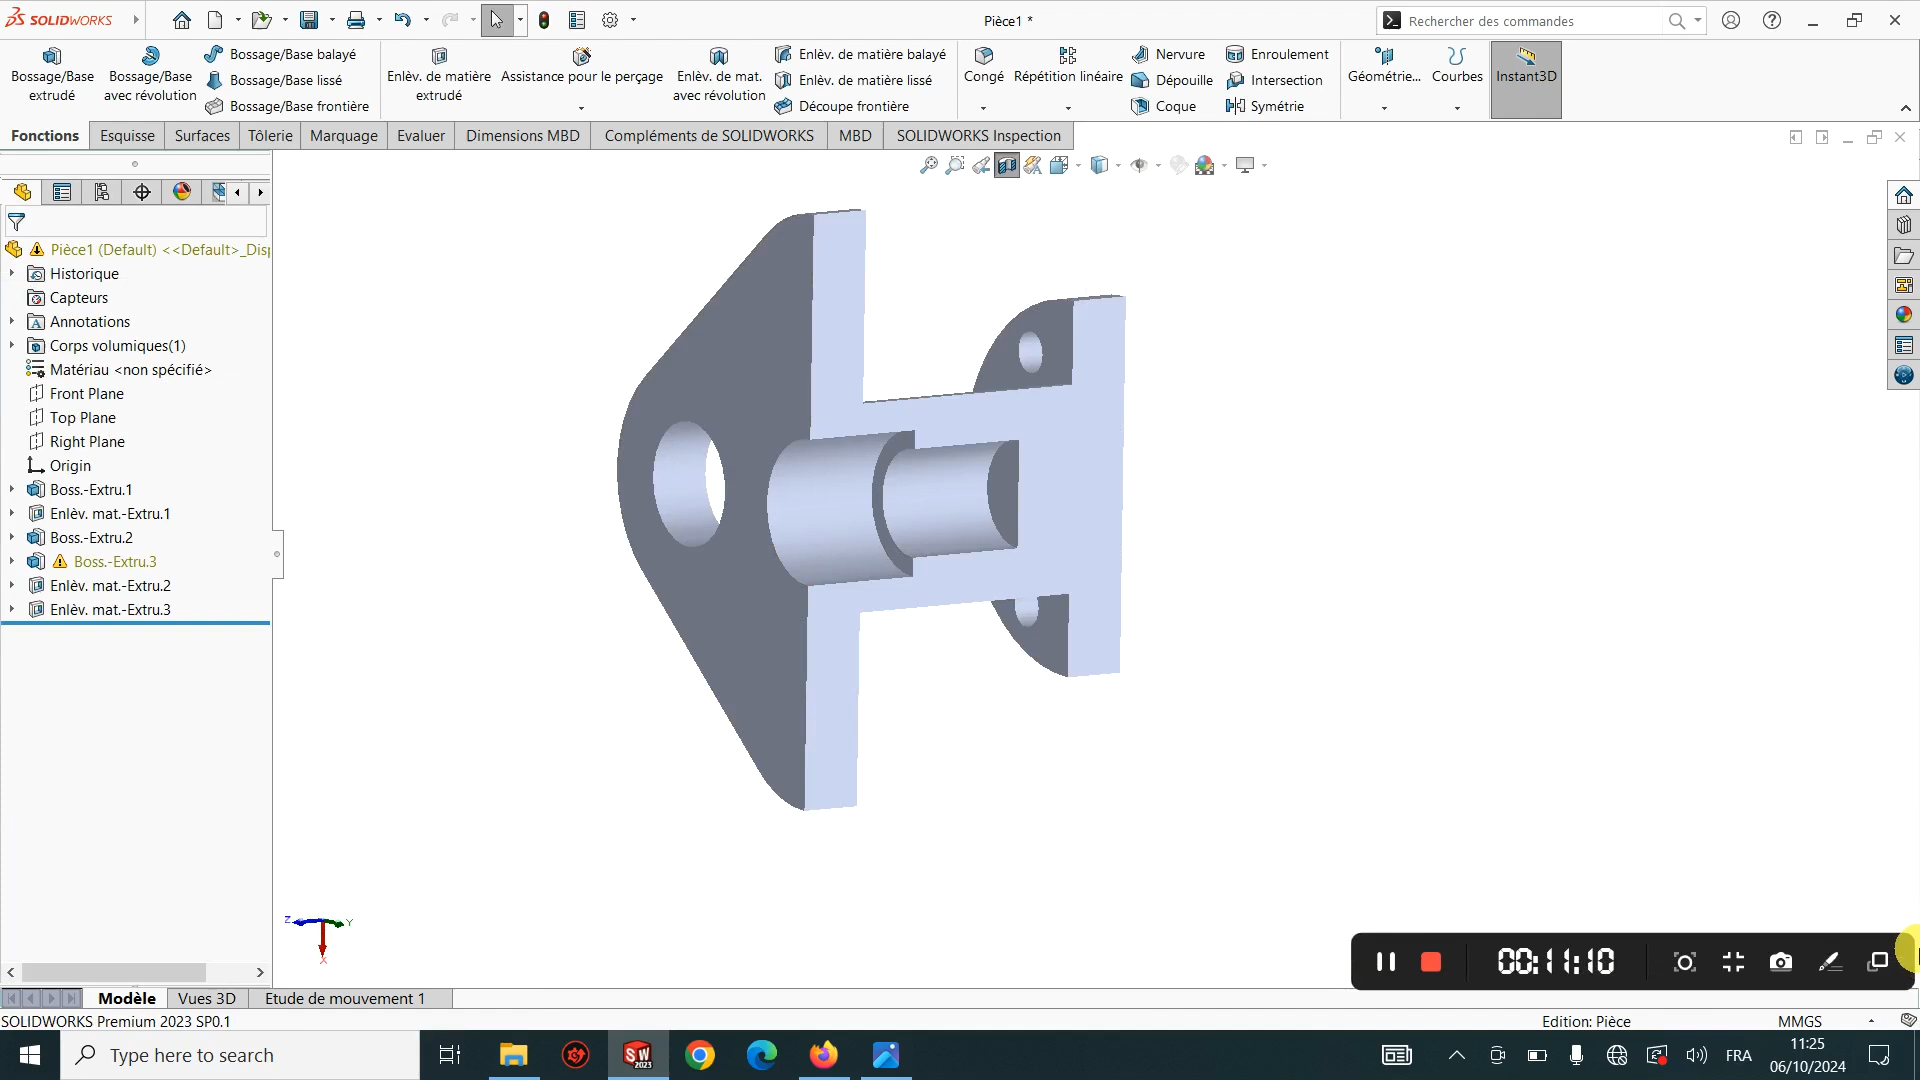 SOLIDWORKS
Pièce1 *
Rechercher des commandes
Bossage/Base extrudé
Bossage/Base avec révolution
Bossage/Base balayé
Bossage/Base lissé
Bossage/Base frontière
Enlèv. de matière extrudé
Assistance pour le perçage
Enlèv. de mat. avec révolution
Enlèv. de matière balayé
Enlèv. de matière lissé
Découpe frontière
Congé
Répétition linéaire
Nervure
Dépouille
Coque
Enroulement
Intersection
Symétrie
Géométrie...
Courbes
Instant3D
Fonctions
Esquisse
Surfaces
Tôlerie
Marquage
Evaluer
Dimensions MBD
Compléments de SOLIDWORKS
MBD
SOLIDWORKS Inspection
Pièce1 (Default) <<Default>_Disp
Historique
Capteurs
Annotations
Corps volumiques(1)
Matériau <non spécifié>
Front Plane
Top Plane
Right Plane
Origin
Boss.-Extru.1
Enlèv. mat.-Extru.1
Boss.-Extru.2
Boss.-Extru.3
Enlèv. mat.-Extru.2
Enlèv. mat.-Extru.3
Z
Y
X
00:11:10
Modèle
Vues 3D
Etude de mouvement 1
SOLIDWORKS Premium 2023 SP0.1
Edition: Pièce
MMGS
Type here to search
SW
2023
FRA
11:25
06/10/2024